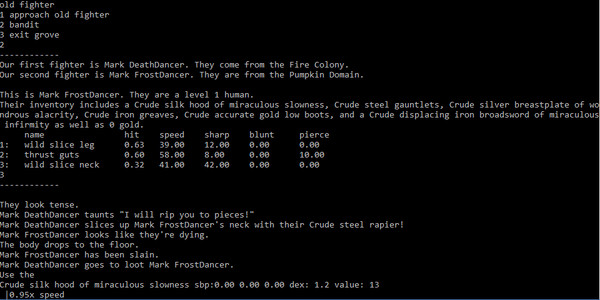 old fighter
1 approach old fighter
2 bandit
3 exit grove
2
------------
Our first fighter is Mark DeathDancer. They come from the Fire Colony.
Our second fighter is Mark FrostDancer. They are from the Pumpkin Domain.
This is Mark FrostDancer. They are a level 1 human.
Their inventory includes a Crude silk hood of miraculous slowness, Crude steel gauntlets, Crude silver breastplate of wo
ndrous alacrity, Crude iron greaves, Crude accurate gold low boots, and a Crude displacing iron broadsword of miraculous
 infirmity as well as 0 gold.
name hit speed sharp blunt pierce
1: wild slice leg 0.63 39.00 12.00 0.00 0.00
2: thrust guts 0.60 58.00 8.00 0.00 10.00
3: wild slice neck 0.32 41.00 42.00 0.00 0.00
3
------------
They look tense.
Mark DeathDancer taunts "I will rip you to pieces!"
Mark DeathDancer slices up Mark FrostDancer's neck with their Crude steel rapier!
Mark FrostDancer looks like they're dying.
The body drops to the floor.
Mark FrostDancer has been slain.
Mark DeathDancer goes to loot Mark FrostDancer.
Use the
Crude silk hood of miraculous slowness sbp:0.00 0.00 0.00 dex: 1.2 value: 13
 |0.95x speed